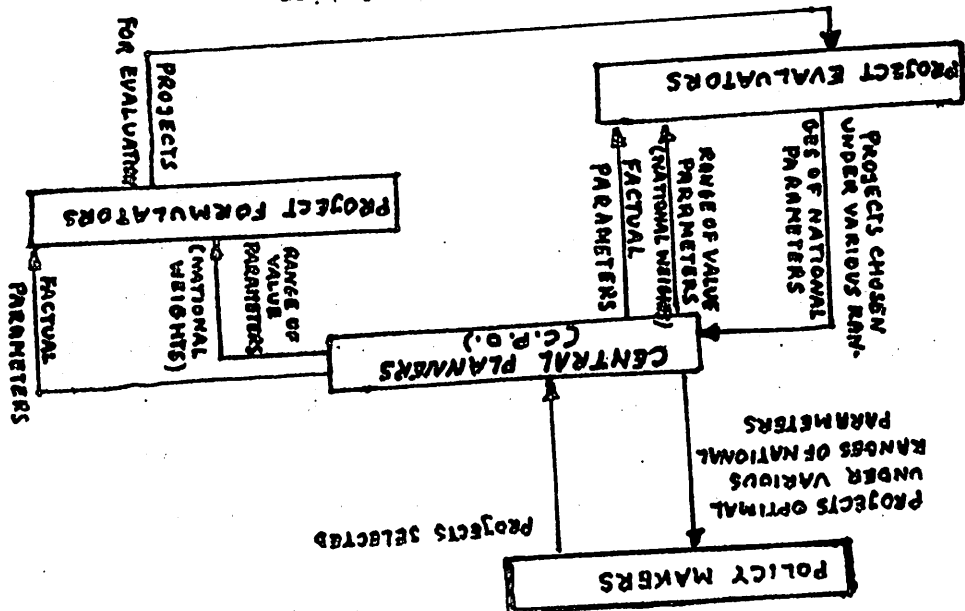 POLICY MAKERS
PROJECTS SELECTED
PROJECTS OPTIMAL
UNDER VARIOUS
RANGES OF NATIONAL
PARAMETERS
CENTRAL PLANNERS
(C.P.O.)
PROJECTS CHOSEN
UNDER VARIOUS RAN-
GES OF NATIONAL
PARAMETERS
RANGE OF VALUE
PARAMETERS
(NATIONAL
FACTUAL
PARAMETERS
RANGE OF
VALUE
PARAMETERS
(NATIONAL
WEIGHTS)
FACTUAL
PARAMETERS
PROJECT FORMULATORS
PROJECTS
FOR EVALUATION
PROJECT EVALUATORS